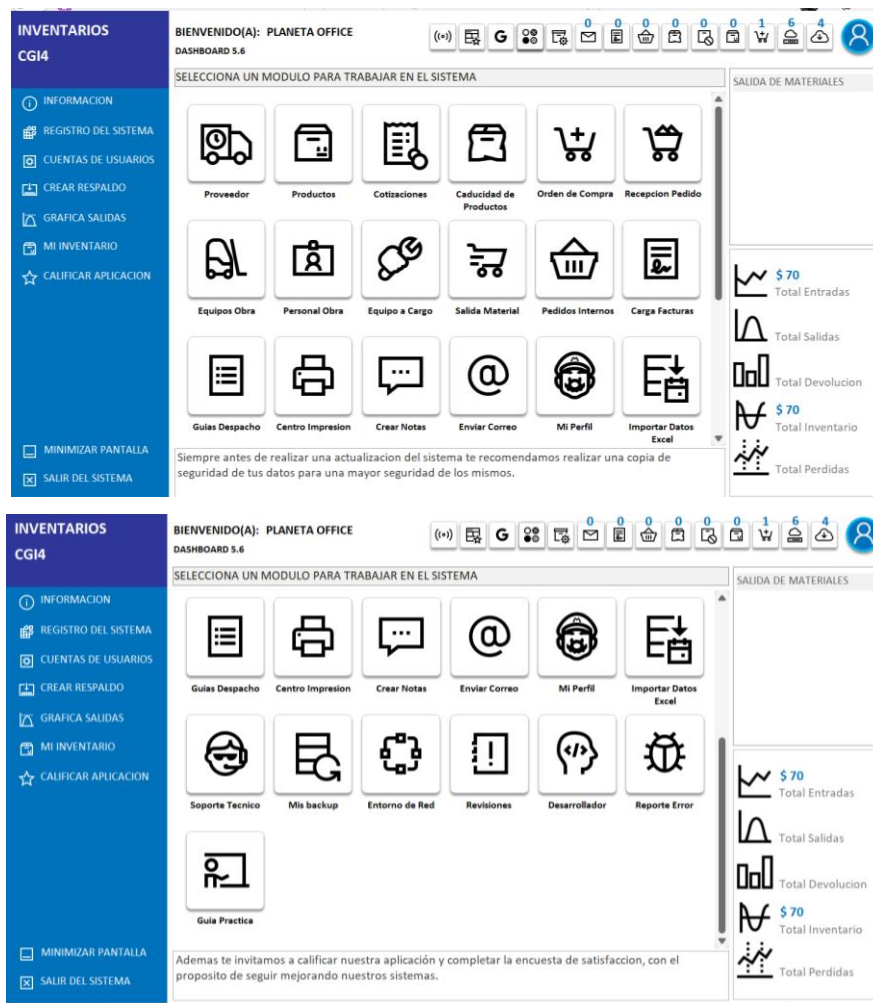 INVENTARIOS
CGI4
BIENVENIDO(A): PLANETA OFFICE
DASHBOARD 5.6
G
0 0 0 0 0 0 1 6 4
SELECCIONA UN MODULO PARA TRABAJAR EN EL SISTEMA
SALIDA DE MATERIALES
INFORMACION
REGISTRO DEL SISTEMA
CUENTAS DE USUARIOS
CREAR RESPALDO
GRAFICA SALIDAS
MI INVENTARIO
CALIFICAR APLICACION
MINIMIZAR PANTALLA
SALIR DEL SISTEMA
Proveedor
Productos
Cotizaciones
Caducidad de
Productos
Orden de Compra
Recepcion Pedido
Equipos Obra
Personal Obra
Equipo a Cargo
Salida Material
Pedidos Internos
Carga Facturas
Guias Despacho
Centro Impresion
Crear Notas
Enviar Correo
Mi Perfil
Importar Datos
Excel
Siempre antes de realizar una actualizacion del sistema te recomendamos realizar una copia de
seguridad de tus datos para una mayor seguridad de los mismos.
$ 70
Total Entradas
Total Salidas
Total Devolucion
$ 70
Total Inventario
Total Perdidas
INVENTARIOS
CGI4
BIENVENIDO(A): PLANETA OFFICE
DASHBOARD 5.6
G
0 0 0 0 0 0 1 6 4
SELECCIONA UN MODULO PARA TRABAJAR EN EL SISTEMA
SALIDA DE MATERIALES
INFORMACION
REGISTRO DEL SISTEMA
CUENTAS DE USUARIOS
CREAR RESPALDO
GRAFICA SALIDAS
MI INVENTARIO
CALIFICAR APLICACION
MINIMIZAR PANTALLA
SALIR DEL SISTEMA
Guias Despacho
Centro Impresion
Crear Notas
Enviar Correo
Mi Perfil
Importar Datos
Excel
Soporte Tecnico
Mis backup
Entorno de Red
Revisiones
Desarrollador
Reporte Error
Guia Practica
Ademas te invitamos a calificar nuestra aplicación y completar la encuesta de satisfaccion, con el
proposito de seguir mejorando nuestros sistemas.
$ 70
Total Entradas
Total Salidas
Total Devolucion
$ 70
Total Inventario
Total Perdidas